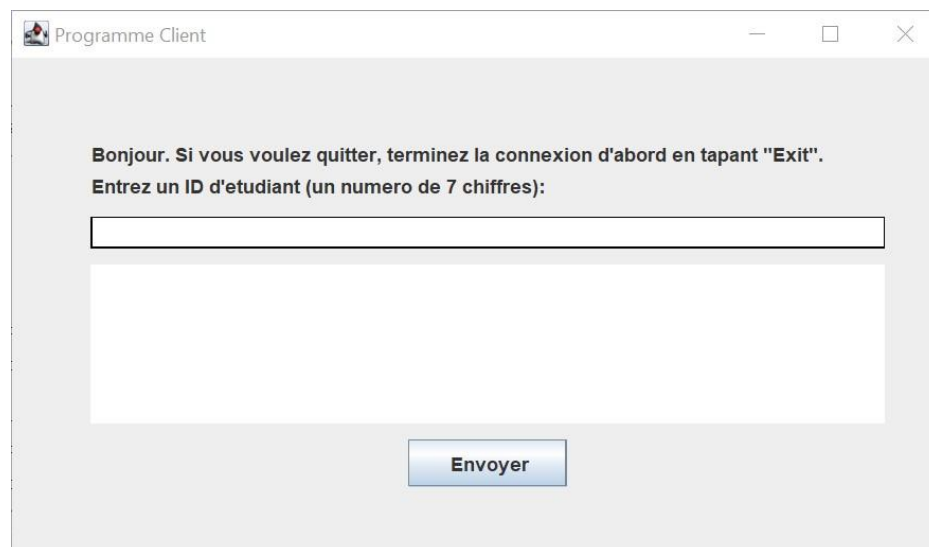 Programme Client
Bonjour. Si vous voulez quitter, terminez la connexion d'abord en tapant "Exit".
Entrez un ID d'etudiant (un numero de 7 chiffres):
Envoyer